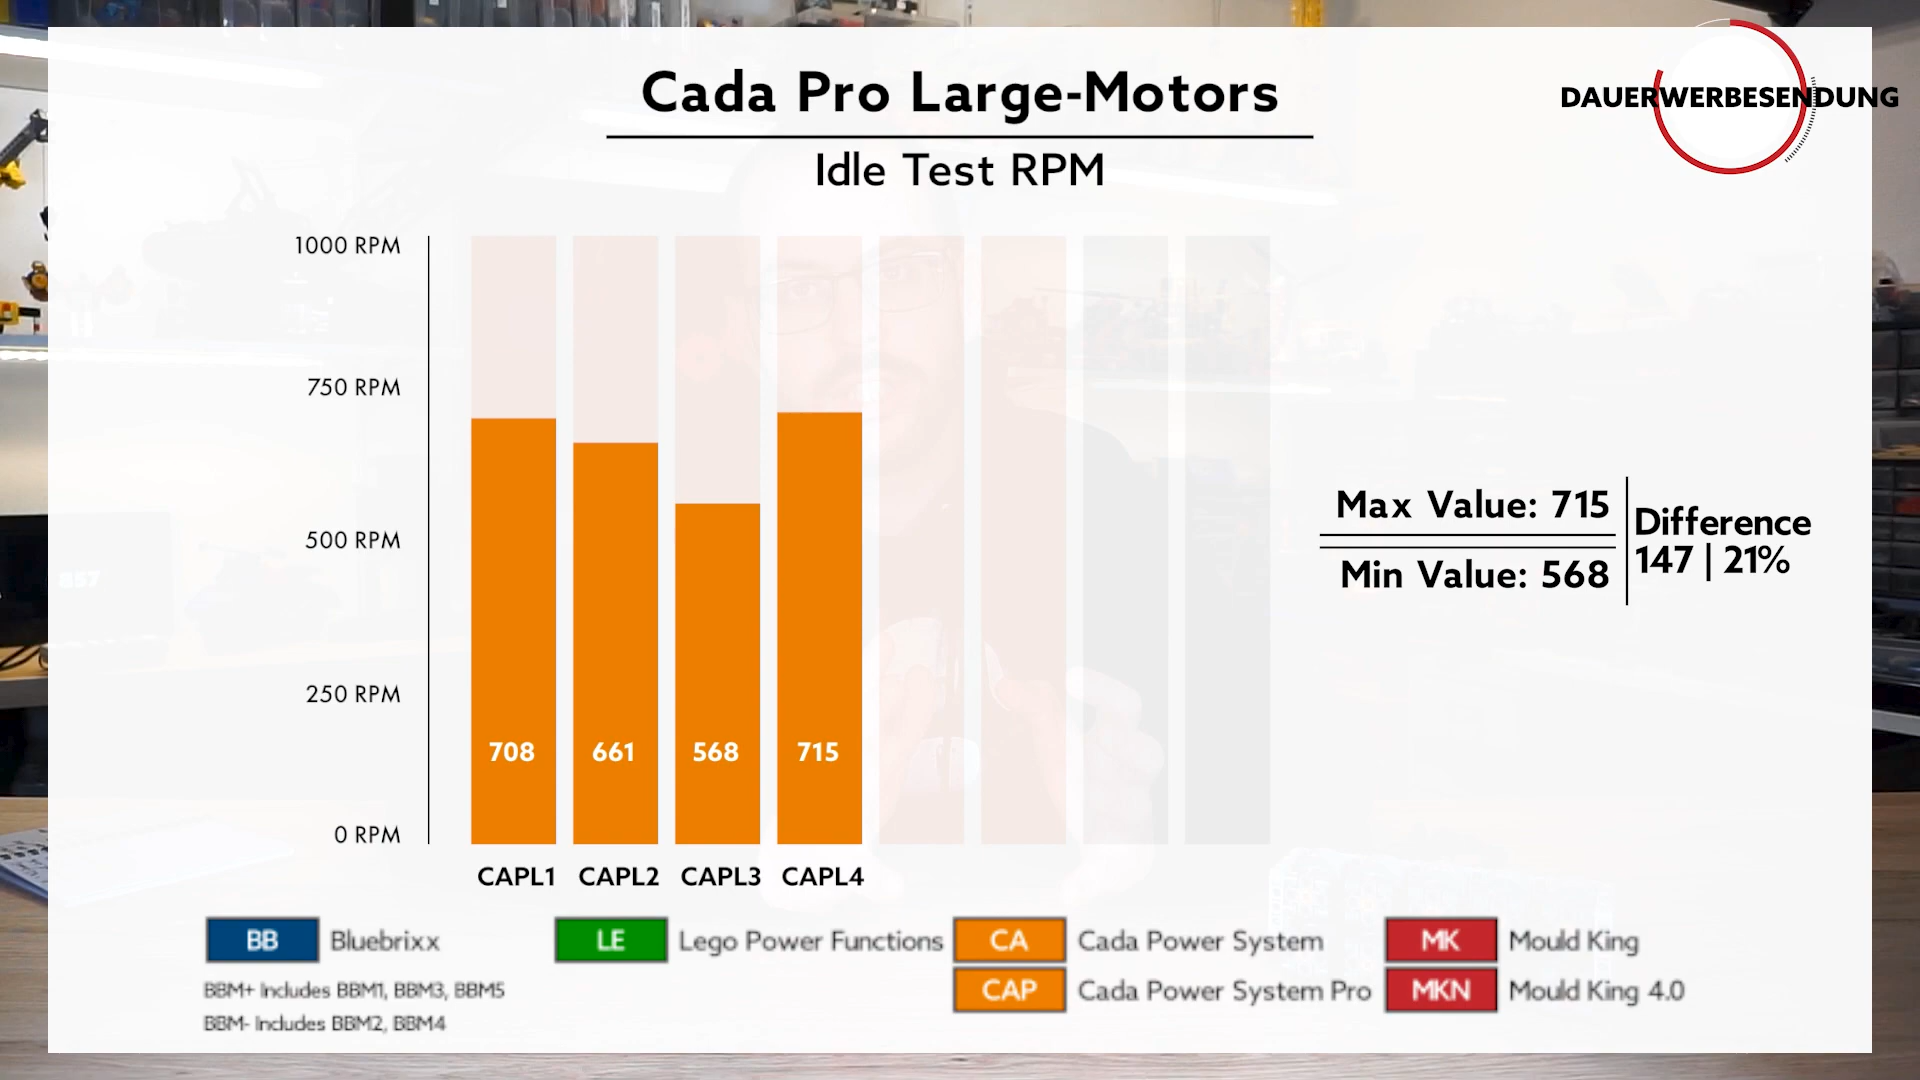 Cada Pro Large-Motors
DAUERWERBESENDUNG
Idle Test RPM
1000 RPM
750 RPM
500 RPM
250 RPM
0 RPM
708
661
568
715
CAPL1
CAPL2
CAPL3
CAPL4
Max Value: 715
Min Value: 568
Difference
147 | 21%
857
BB Bluebrixx
LE Lego Power Functions
CA Cada Power System
MK Mould King
CAP Cada Power System Pro
MKN Mould King 4.0
BBM+ Includes BBM1, BBM3, BBM5
BBM- Includes BBM2, BBM4